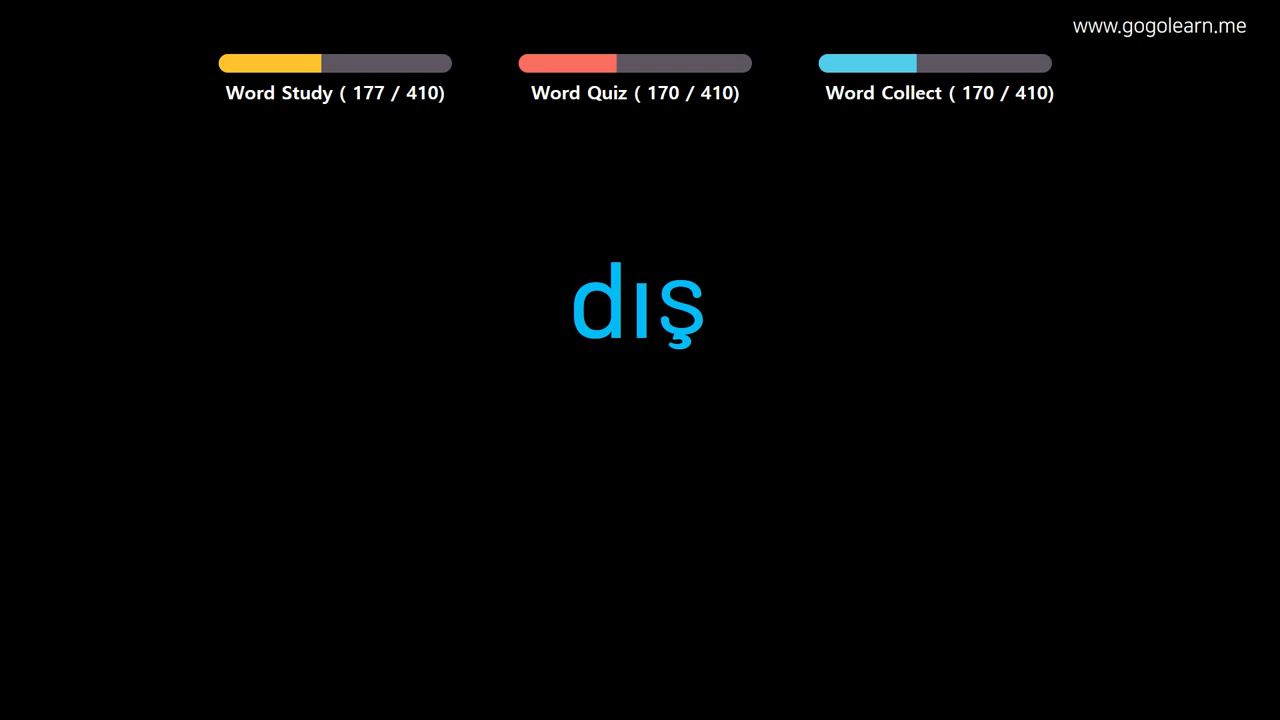 www.gogolearn.me
Word Study ( 177 / 410)
Word Quiz ( 170 / 410)
Word Collect ( 170 / 410)
dış